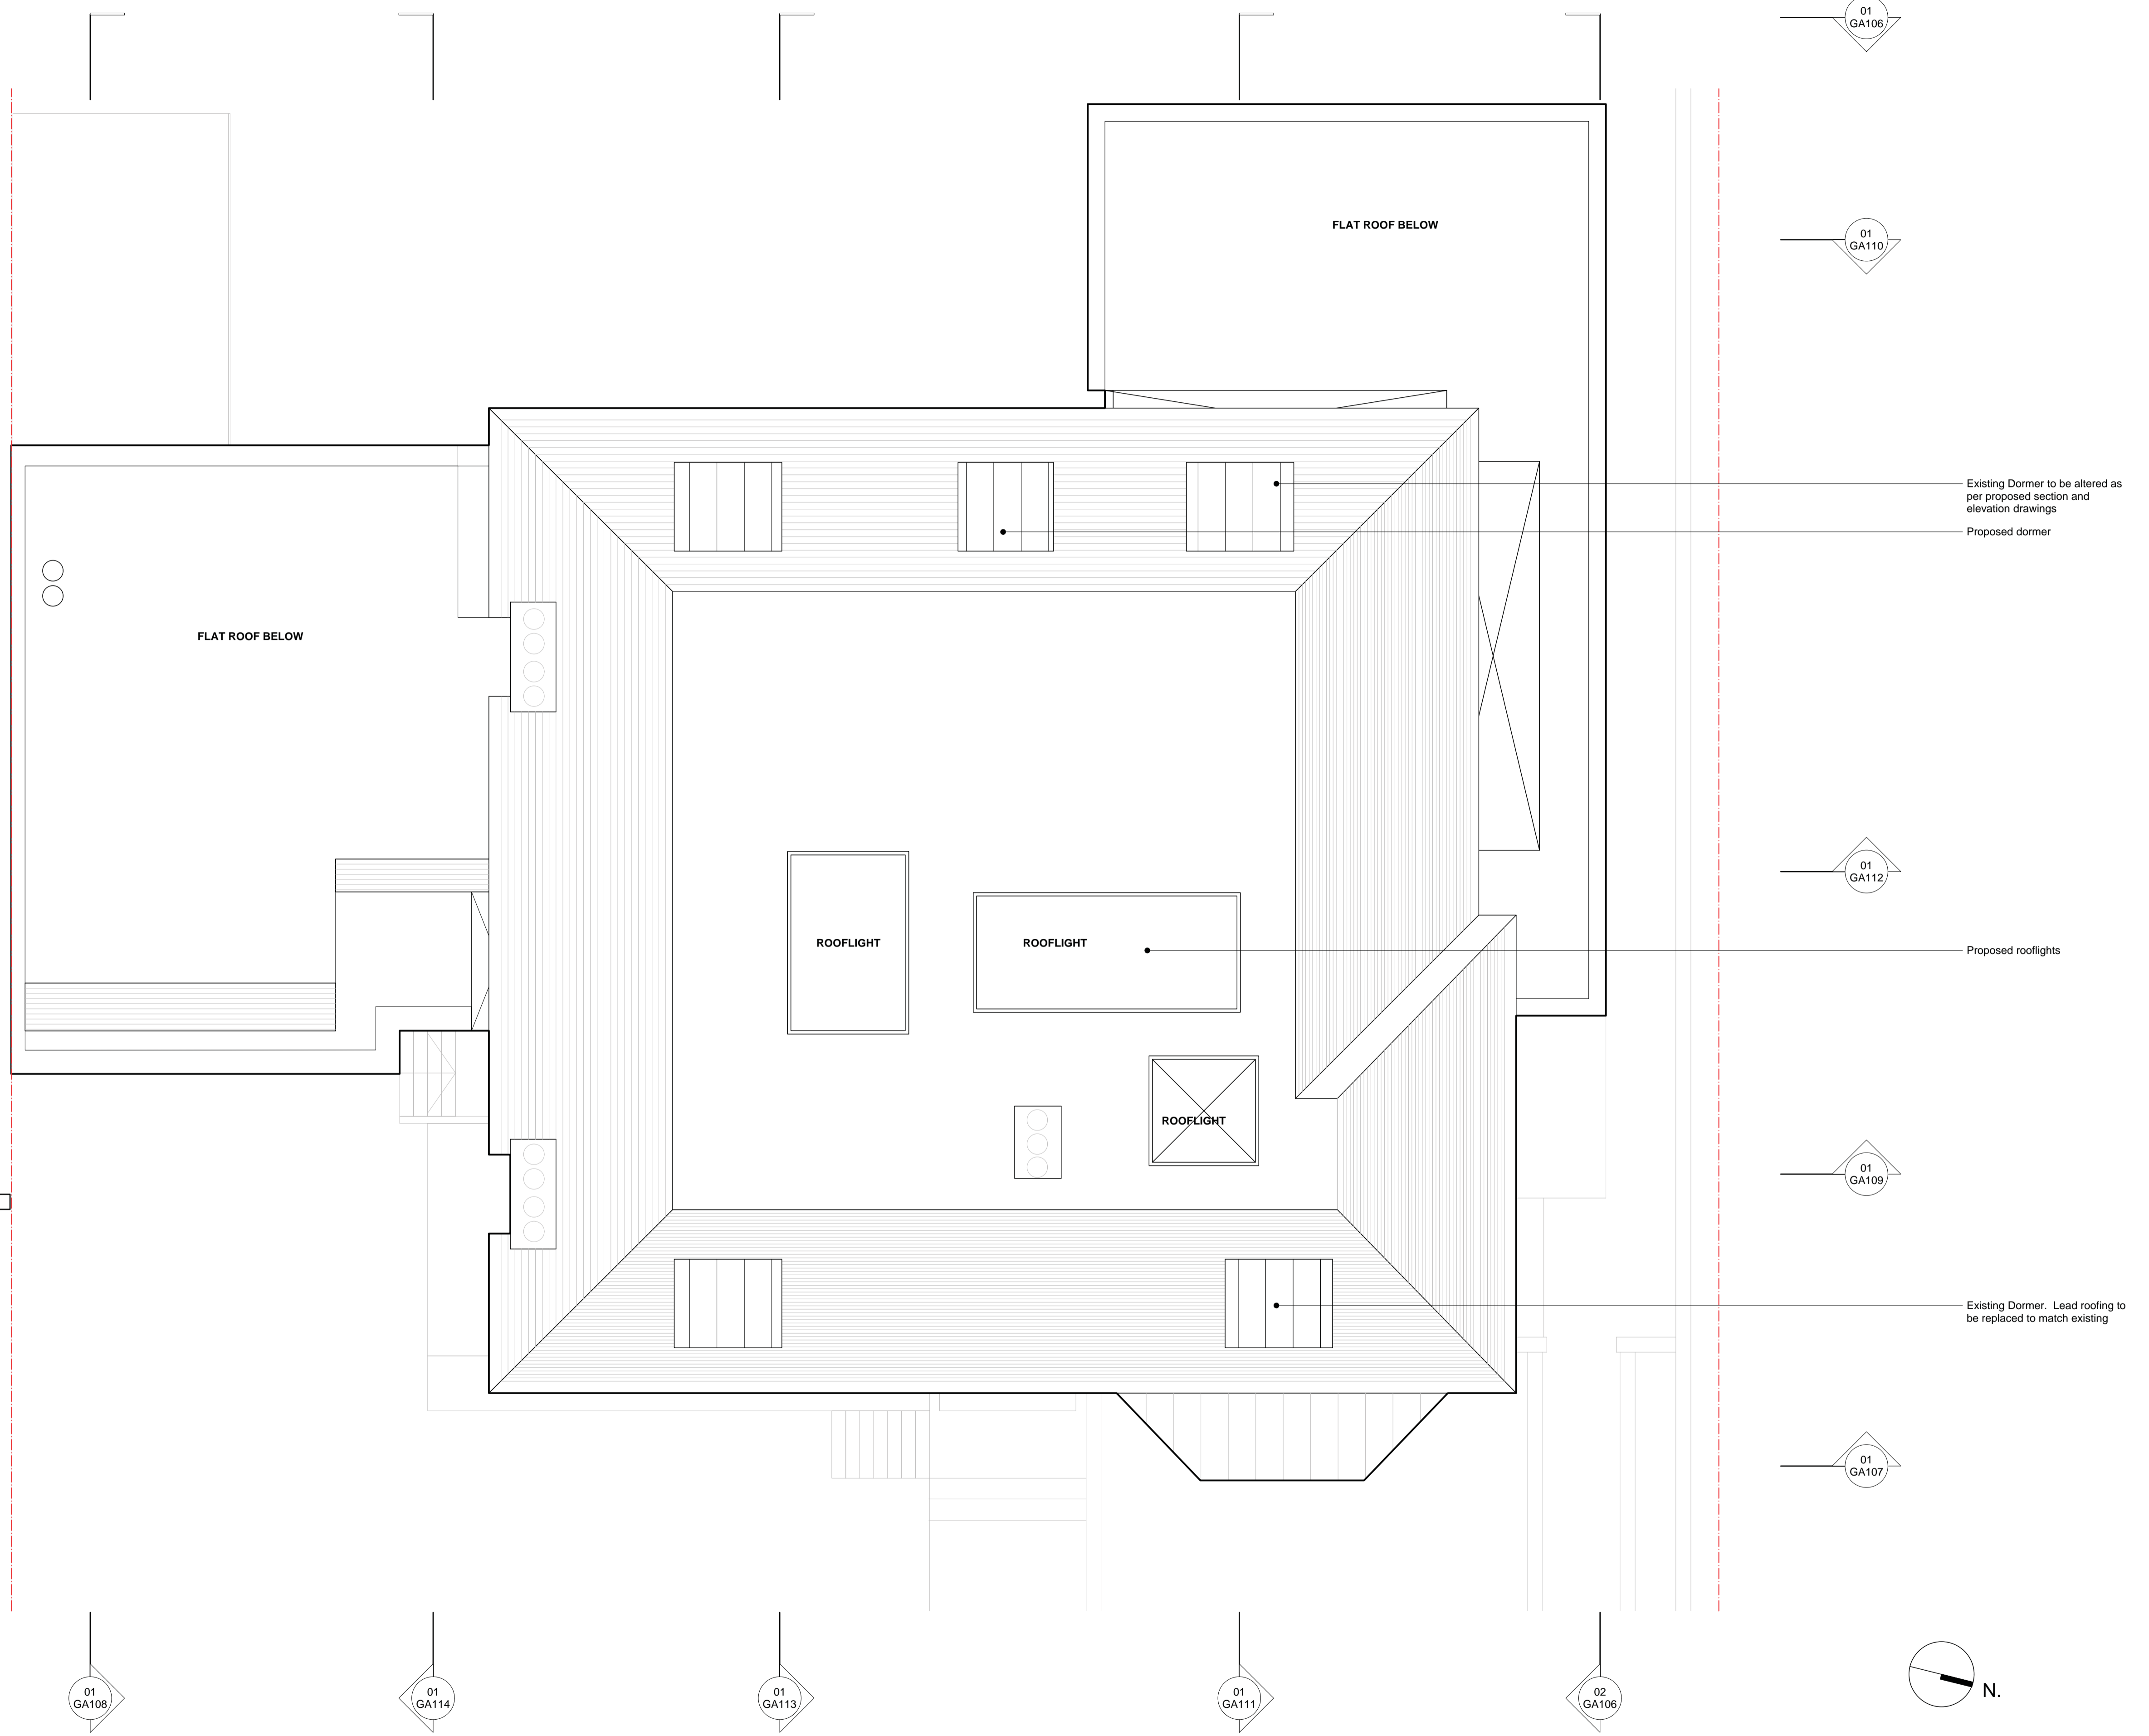 01
GA106
FLAT ROOF BELOW
01
GA110
Existing Dormer to be altered as
per proposed section and
elevation drawings
Proposed dormer
FLAT ROOF BELOW
01
GA112
ROOFLIGHT
ROOFLIGHT
Proposed rooflights
ROOFLIGHT
01
GA109
Existing Dormer. Lead roofing to
be replaced to match existing
01
GA107
01
GA108
01
GA114
01
GA113
01
GA111
02
GA106
N.